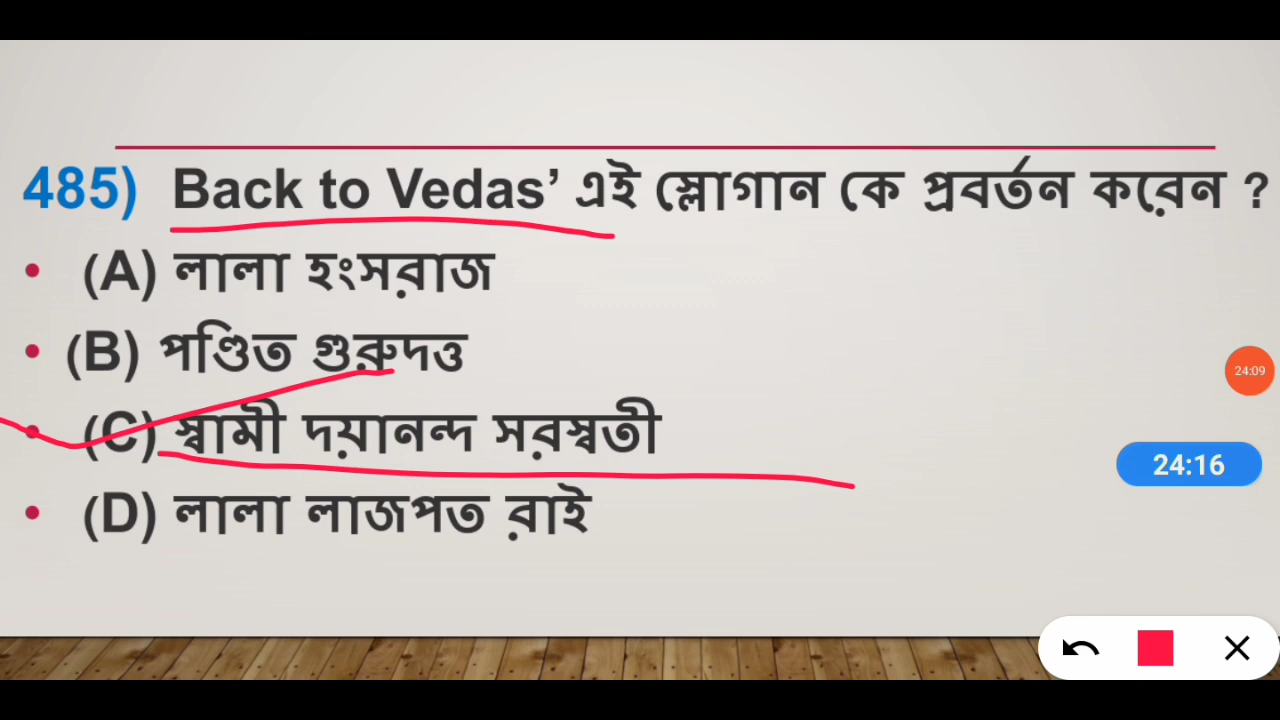 485) Back to Vedas’ এই স্লোগান কে প্রবর্তন করেন ?
• (A) লালা হংসরাজ
• (B) পণ্ডিত গুরুদত্ত
• (C) স্বামী দয়ানন্দ সরস্বতী
• (D) লালা লাজপত রাই
24:09
24:16